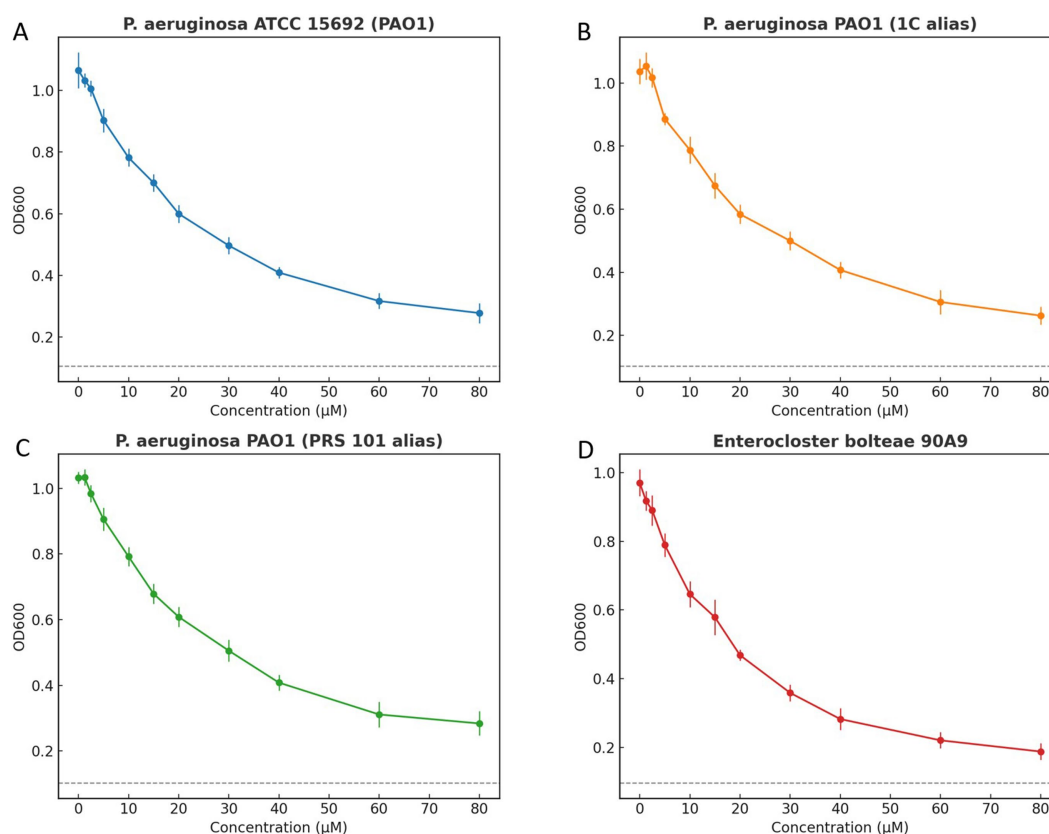 A
P. aeruginosa ATCC 15692 (PAO1)
1.0
0.8
0.6
0.4
0.2
OD600
0 10 20 30 40 50 60 70 80
Concentration (μM)
B
P. aeruginosa PAO1 (1C alias)
1.0
0.8
0.6
0.4
0.2
OD600
0 10 20 30 40 50 60 70 80
Concentration (μM)
C
P. aeruginosa PAO1 (PRS 101 alias)
1.0
0.8
0.6
0.4
0.2
OD600
0 10 20 30 40 50 60 70 80
Concentration (μM)
D
Enterocloster bolteae 90A9
1.0
0.8
0.6
0.4
0.2
OD600
0 10 20 30 40 50 60 70 80
Concentration (μM)